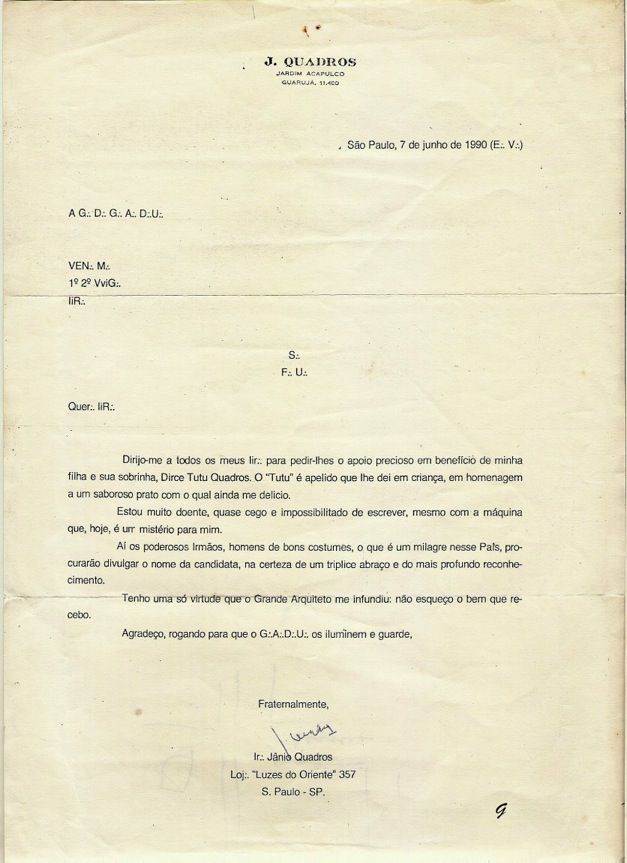 J. QUADROS
JARDIM ACAPULCO
GUARUJÁ, 11.400
São Paulo, 7 de junho de 1990 (E.·. V.·.)
A G.·. D.·. G.·. A.·. D.·.U.·.
VEN.·. M.·.
1º 2º VviG.·.
IiR.·.
S.·.
F.·. U.·.
Quer.·. IiR.·.
Dirijo-me a todos os meus Iir.·. para pedir-lhes o apoio precioso em benefício de minha
filha e sua sobrinha, Dirce Tutu Quadros. O "Tutu" é apelido que lhe dei em criança, em homenagem
a um saboroso prato com o qual ainda me delicio.
Estou muito doente, quase cego e impossibilitado de escrever, mesmo com a máquina
que, hoje, é um mistério para mim.
Aí os poderosos Irmãos, homens de bons costumes, o que é um milagre nesse País, pro-
curarão divulgar o nome da candidata, na certeza de um triplice abraço e do mais profundo reconhe-
cimento.
Tenho uma só virtude que o Grande Arquiteto me infundiu: não esqueço o bem que re-
cebo.
Agradeço, rogando para que o G.·.A.·.D.·.U.·. os iluminem e guarde,
Fraternalmente,
Ir.·. Jânio Quadros
Loj.·. "Luzes do Oriente" 357
S. Paulo - SP.
9